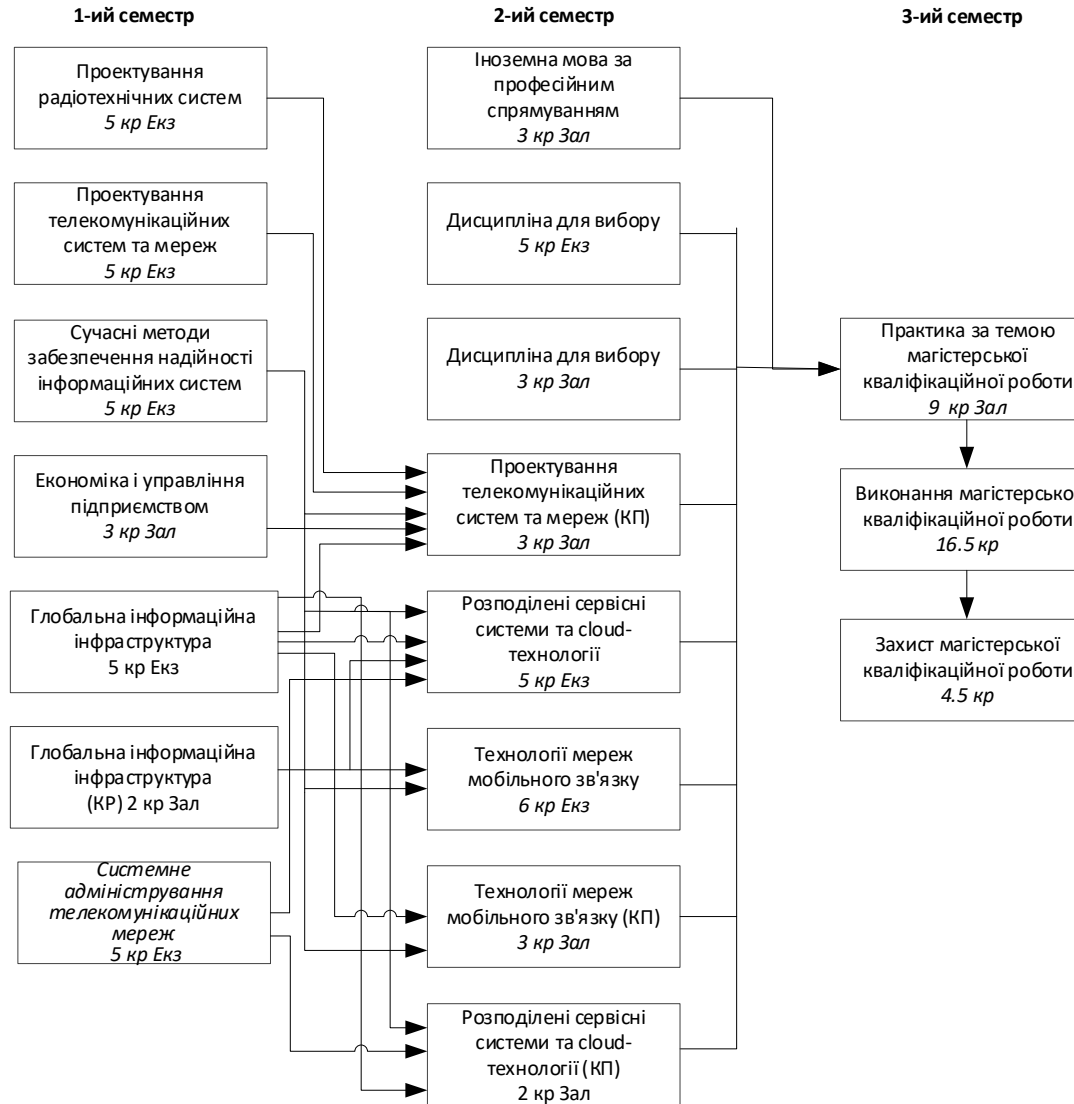 1-ий семестр
2-ий семестр
3-ий семестр
Проектування
радіотехнічних систем
5 кр Екз
Проектування
телекомунікаційних
систем та мереж
5 кр Екз
Сучасні методи
забезпечення надійності
інформаційних систем
5 кр Екз
Економіка і управління
підприємством
3 кр Зал
Глобальна інформаційна
інфраструктура
5 кр Екз
Глобальна інформаційна
інфраструктура
(КР) 2 кр Зал
Системне
адміністрування
телекомунікаційних
мереж
5 кр Екз
Іноземна мова за
професійним
спрямуванням
3 кр Зал
Дисципліна для вибору
5 кр Екз
Дисципліна для вибору
3 кр Зал
Проектування
телекомунікаційних
систем та мереж (КП)
3 кр Зал
Розподілені сервісні
системи та cloud-
технології
5 кр Екз
Технології мереж
мобільного зв'язку
6 кр Екз
Технології мереж
мобільного зв'язку (КП)
3 кр Зал
Розподілені сервісні
системи та cloud-
технології (КП)
2 кр Зал
Практика за темою
магістерської
кваліфікаційної роботи
9 кр Зал
Виконання магістерсько
кваліфікаційної роботи
16.5 кр
Захист магістерської
кваліфікаційної роботи
4.5 кр